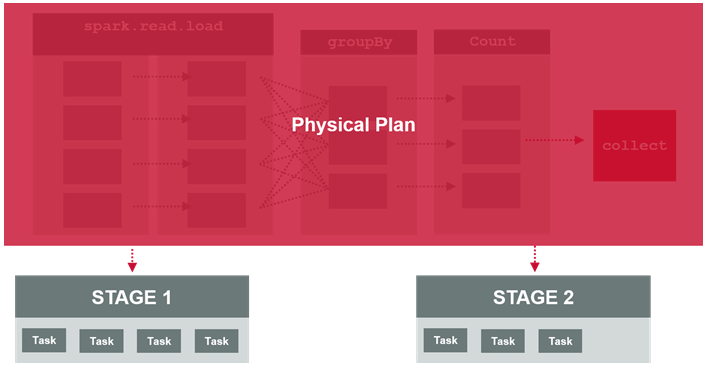 spark.read.load
groupBy
Count
Physical Plan
collect
STAGE 1
STAGE 2
Task Task Task Task
Task Task Task